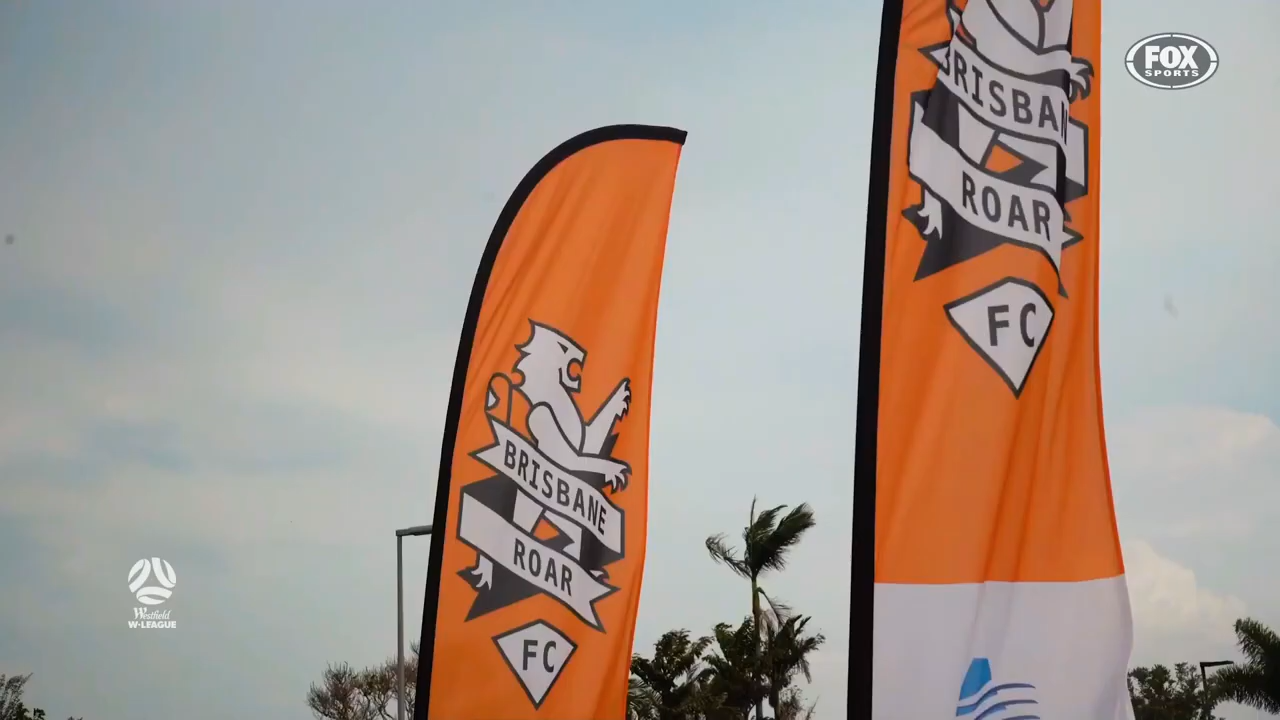 FOX
SPORTS
BRISBAN
ROAR
FC
BRISBANE
ROAR
FC
Westfield
W-LEAGUE